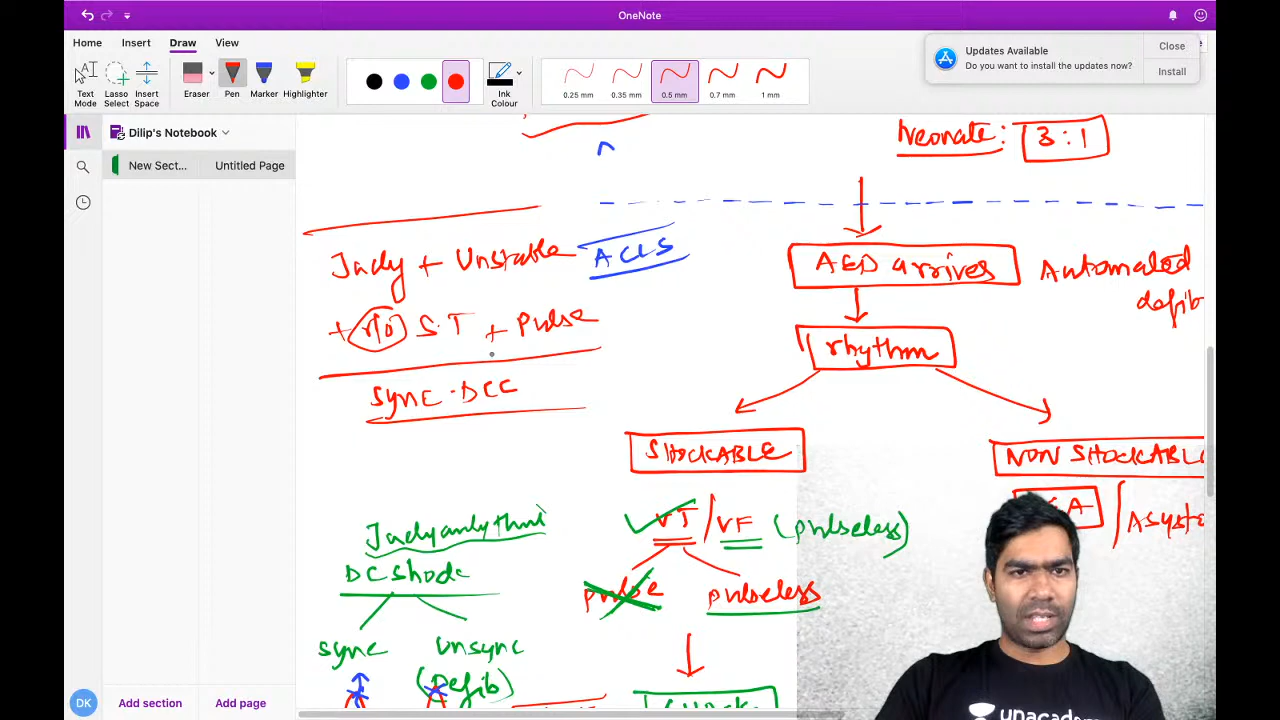 OneNote
Home Insert Draw View
Updates Available
Do you want to install the updates now?
Close
Install
Text Mode
Lasso Select
Insert Space
Eraser
Pen
Marker
Highlighter
Ink Colour
0.25 mm
0.35 mm
0.5 mm
0.7 mm
1 mm
Dilip's Notebook
New Sect...
Untitled Page
Neonate: 3:1
Tachy + Unstable
ACLS
+ r/o S.T + Pulse
Sync. DCC
AED arrives
Automated
defib
rhythm
SHOCKABLE
NON SHOCKABLE
VT / VF (pulseless)
pulse
pulseless
Tachyarrhythmi
DC shock
sync
unsync
(Defib)
Asyst
DK
Add section
Add page
unacade